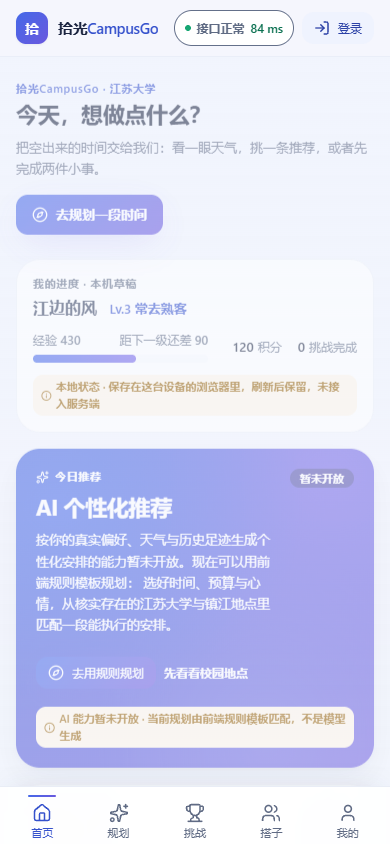 拾 拾光CampusGo 接口正常 84 ms 登录
拾光CampusGo · 江苏大学
今天，想做点什么？
把空出来的时间交给我们：看一眼天气，挑一条推荐，或者先
完成两件小事。
去规划一段时间
我的进度 · 本机草稿
江边的风 Lv.3 常去熟客
经验 430 距下一级还差 90 120 积分 0 挑战完成
本地状态 · 保存在这台设备的浏览器里，刷新后保留，未接
入服务端
今日推荐 暂未开放
AI 个性化推荐
按你的真实偏好、天气与历史足迹生成个
性化安排的能力暂未开放。现在可以用前
端规则模板规划： 选好时间、预算与心
情，从核实存在的江苏大学与镇江地点里
匹配一段能执行的安排。
去用规则规划 先看看校园地点
AI 能力暂未开放 · 当前规划由前端规则模板匹配，不是模型
生成
首页 规划 挑战 搭子 我的